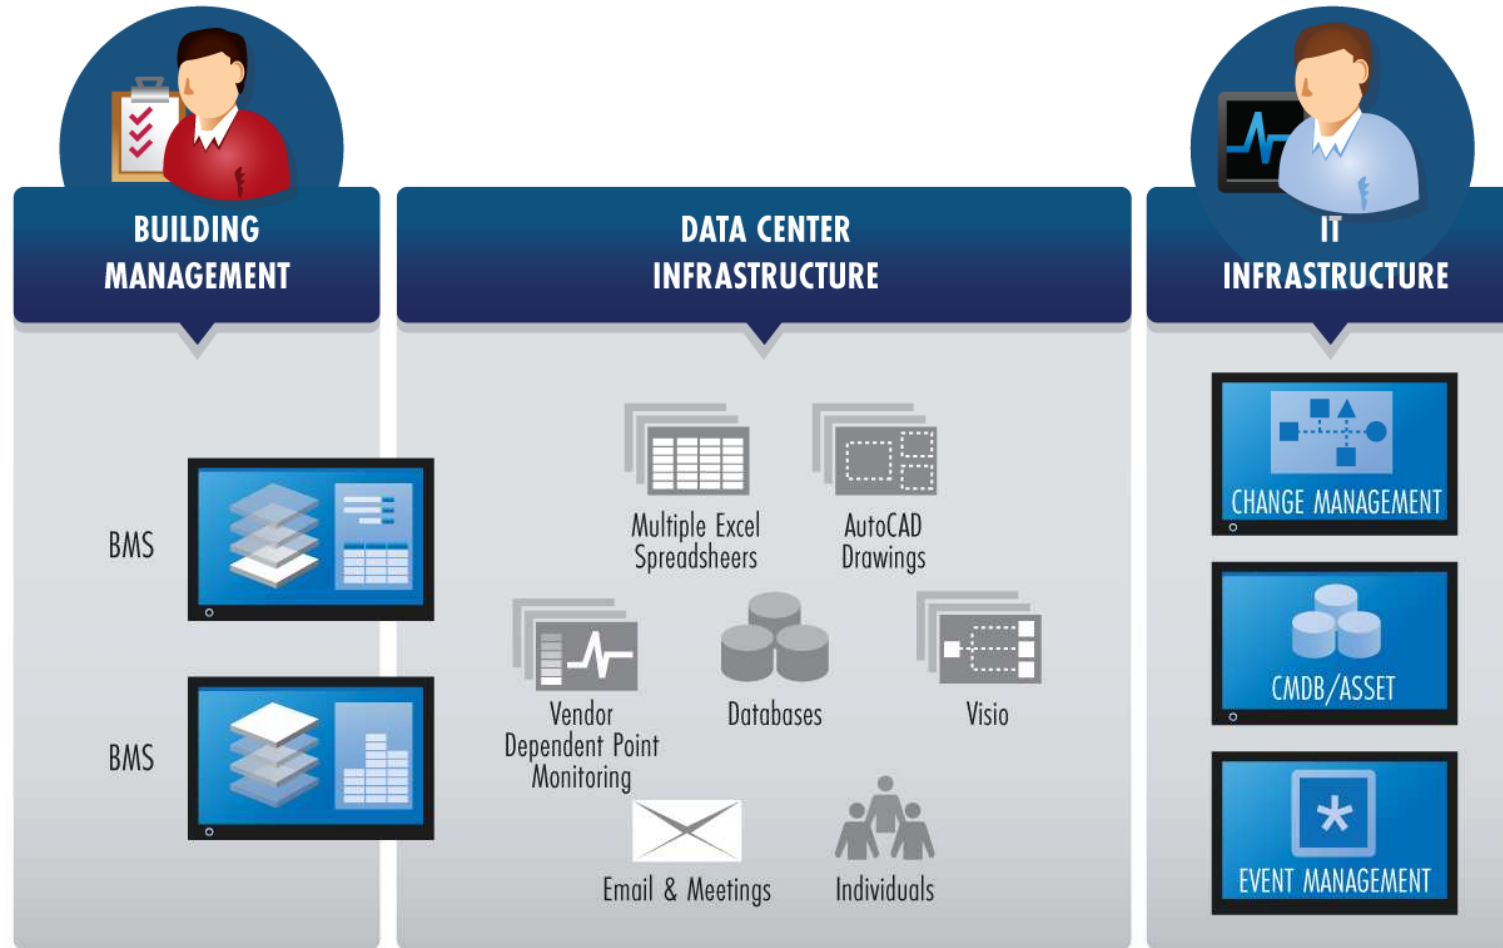 BUILDING
MANAGEMENT
DATA CENTER
INFRASTRUCTURE
IT
INFRASTRUCTURE
BMS
BMS
Multiple Excel
Spreadsheers
AutoCAD
Drawings
Vendor
Dependent Point
Monitoring
Databases
Visio
Email & Meetings
Individuals
CHANGE MANAGEMENT
CMDB/ASSET
*
EVENT MANAGEMENT